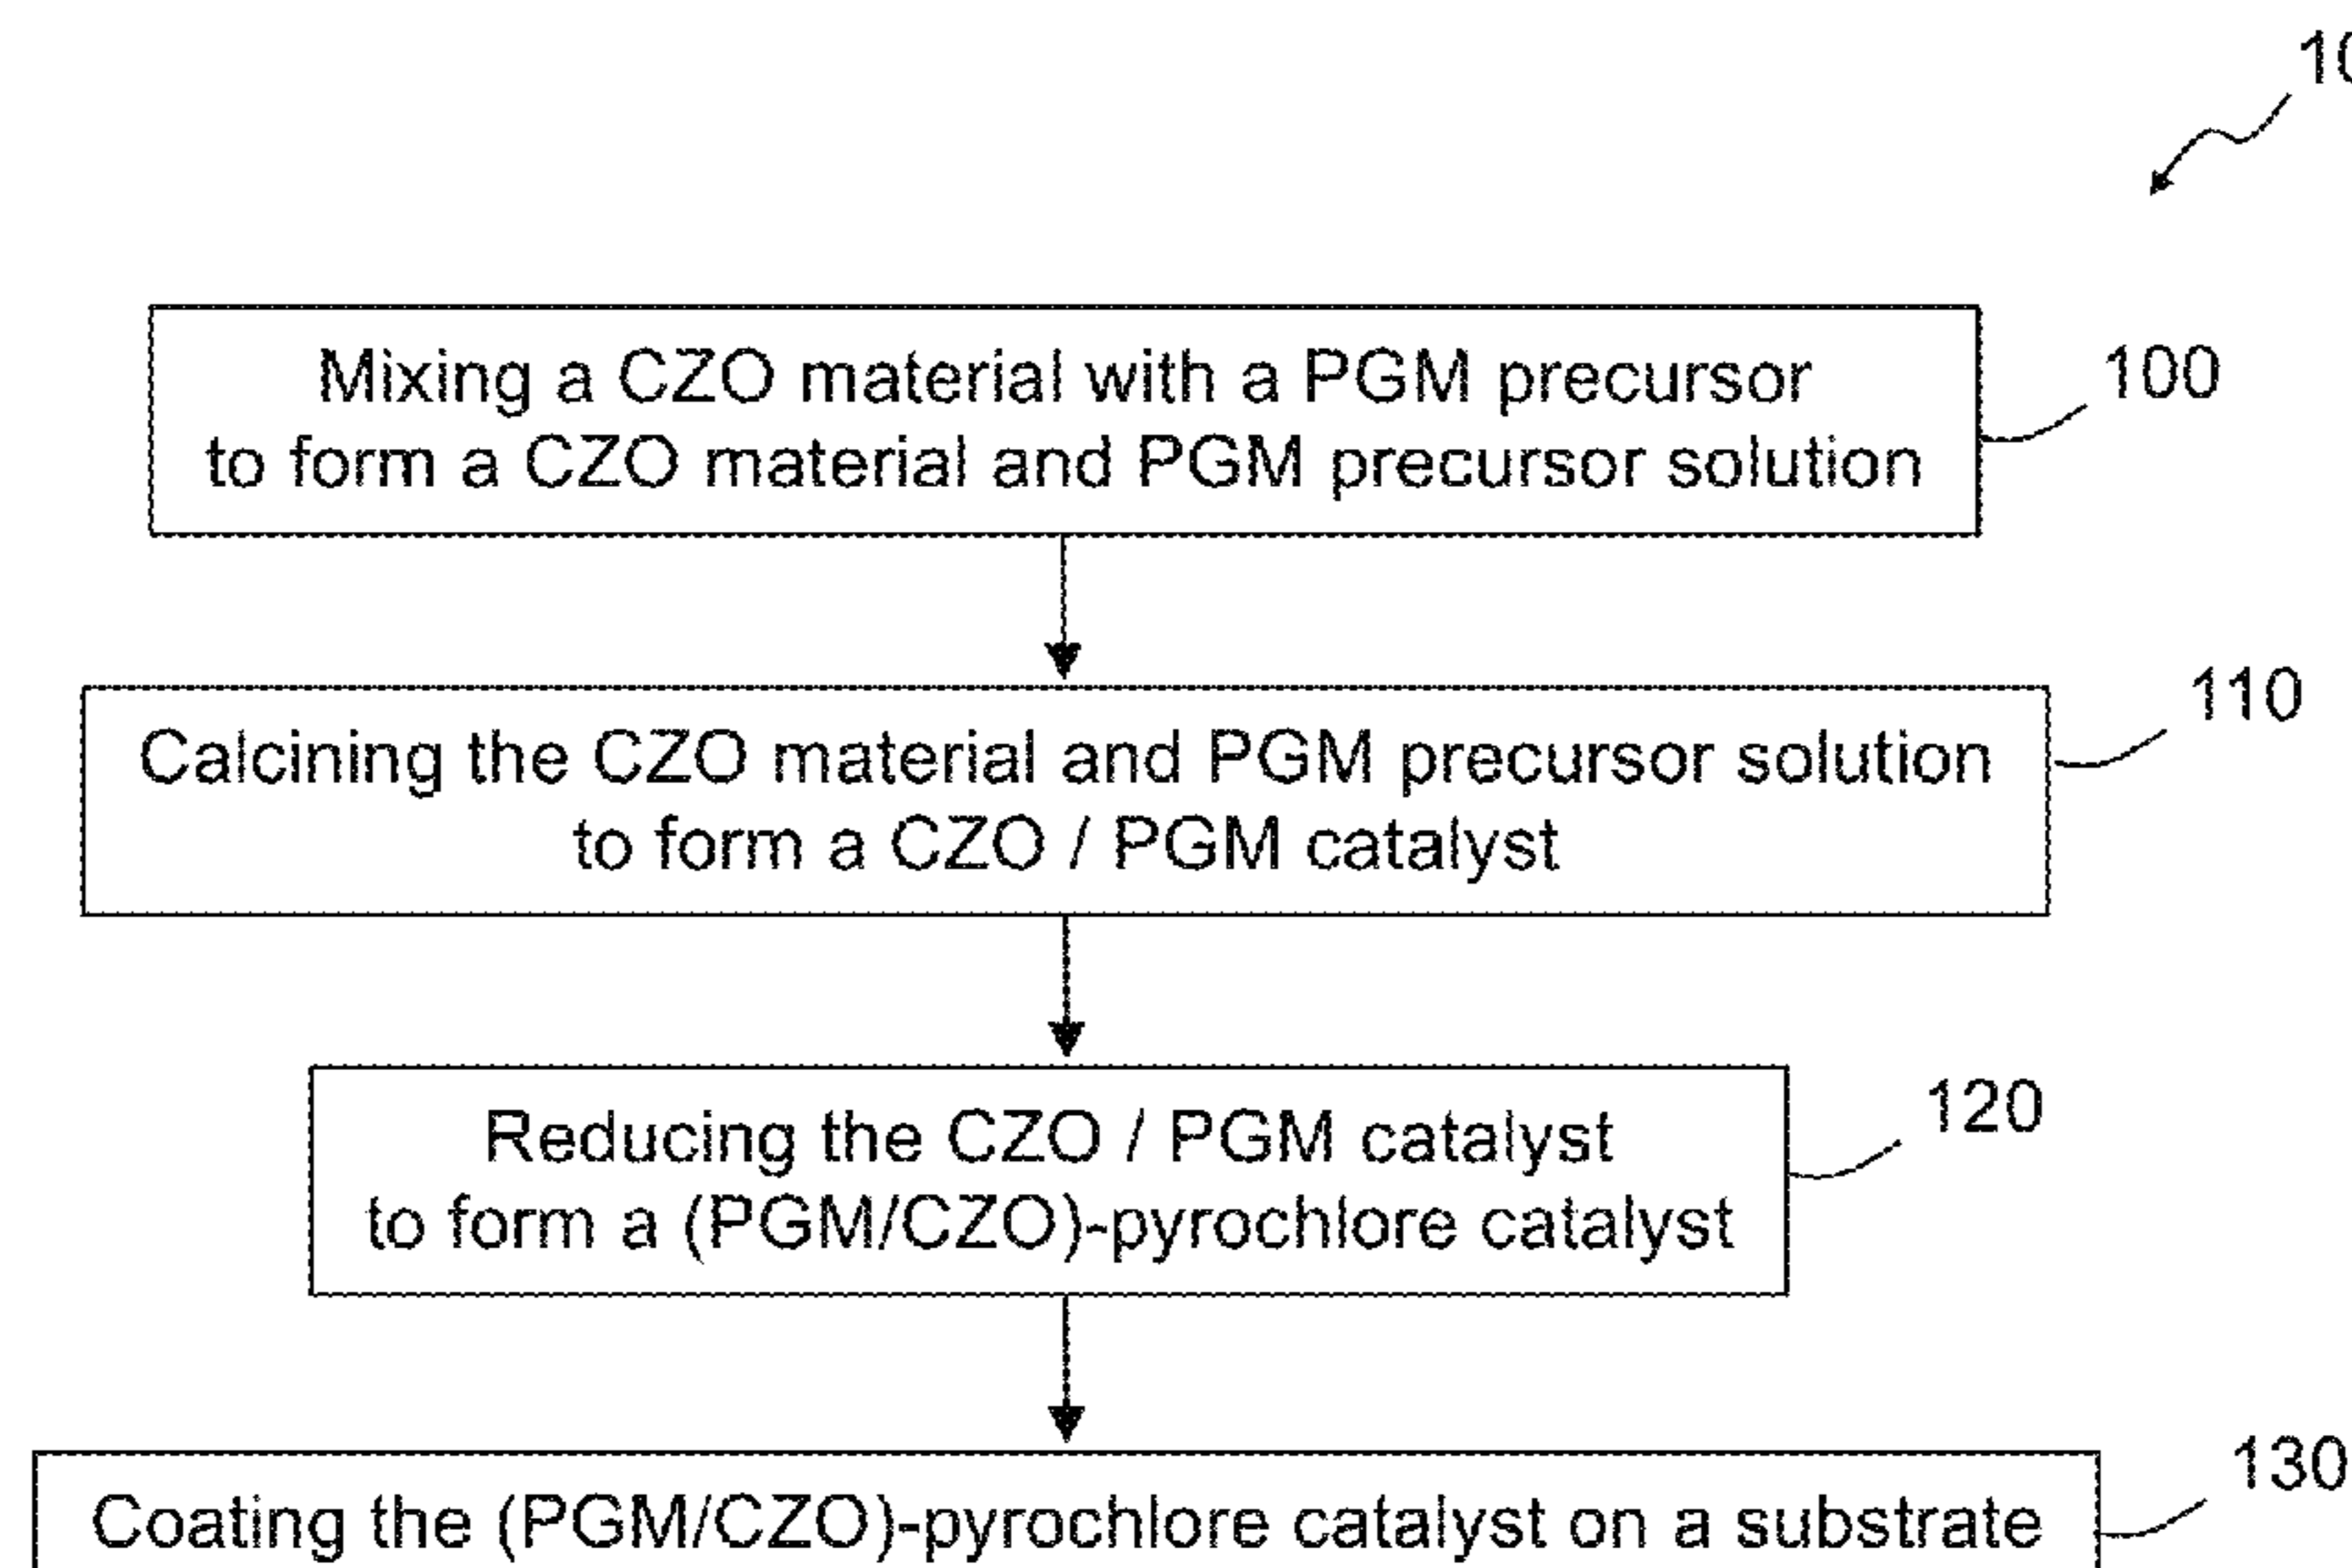 Mixing a CZO material with a PGM precursor
to form a CZO material and PGM precursor solution
100
Calcining the CZO material and PGM precursor solution
to form a CZO / PGM catalyst
110
Reducing the CZO / PGM catalyst
to form a (PGM/CZO)-pyrochlore catalyst
120
Coating the (PGM/CZO)-pyrochlore catalyst on a substrate
130